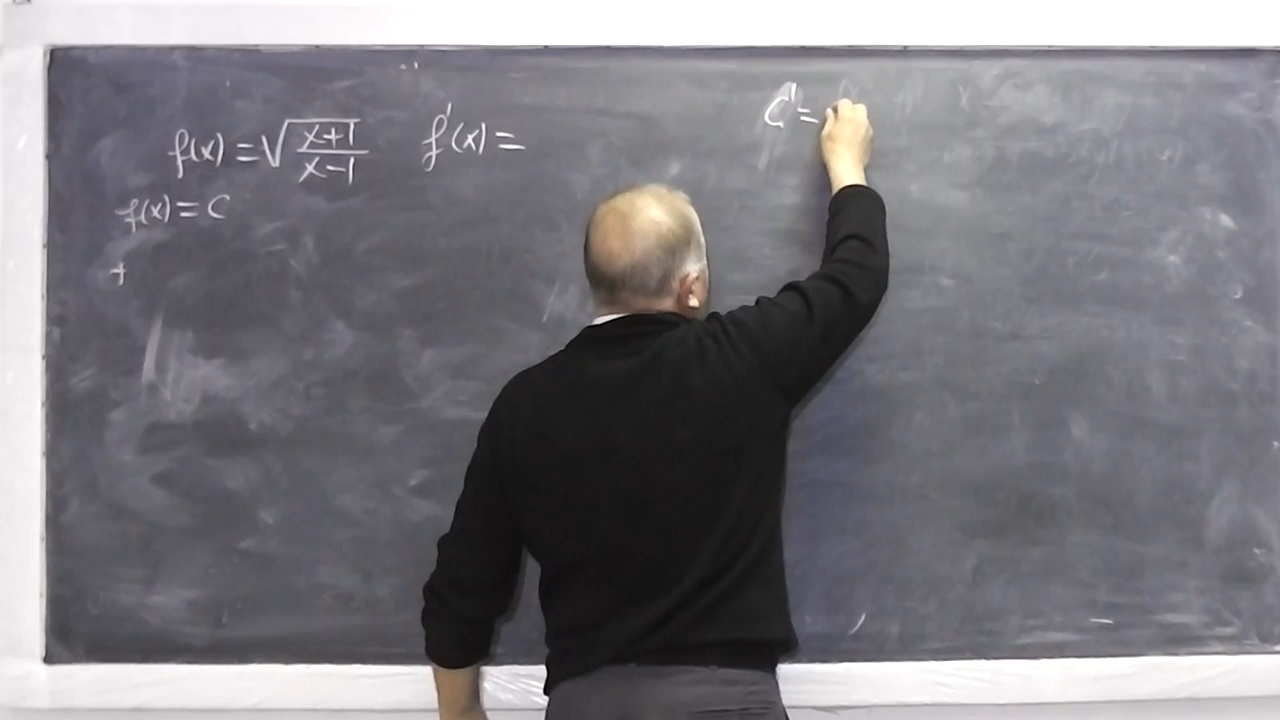 f(x) = √((x+1)/(x-1)) f'(x) =
f(x) = C
+
C' =